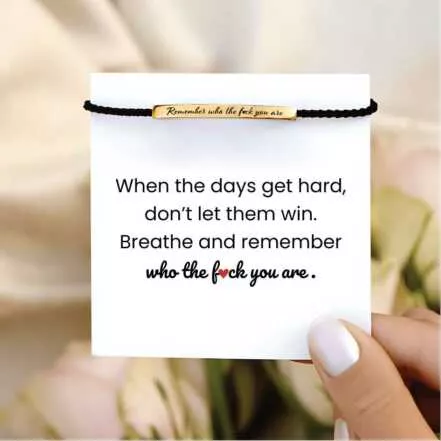 Remember who the f♥ck you are
When the days get hard,
don't let them win.
Breathe and remember
who the f♥ck you are.